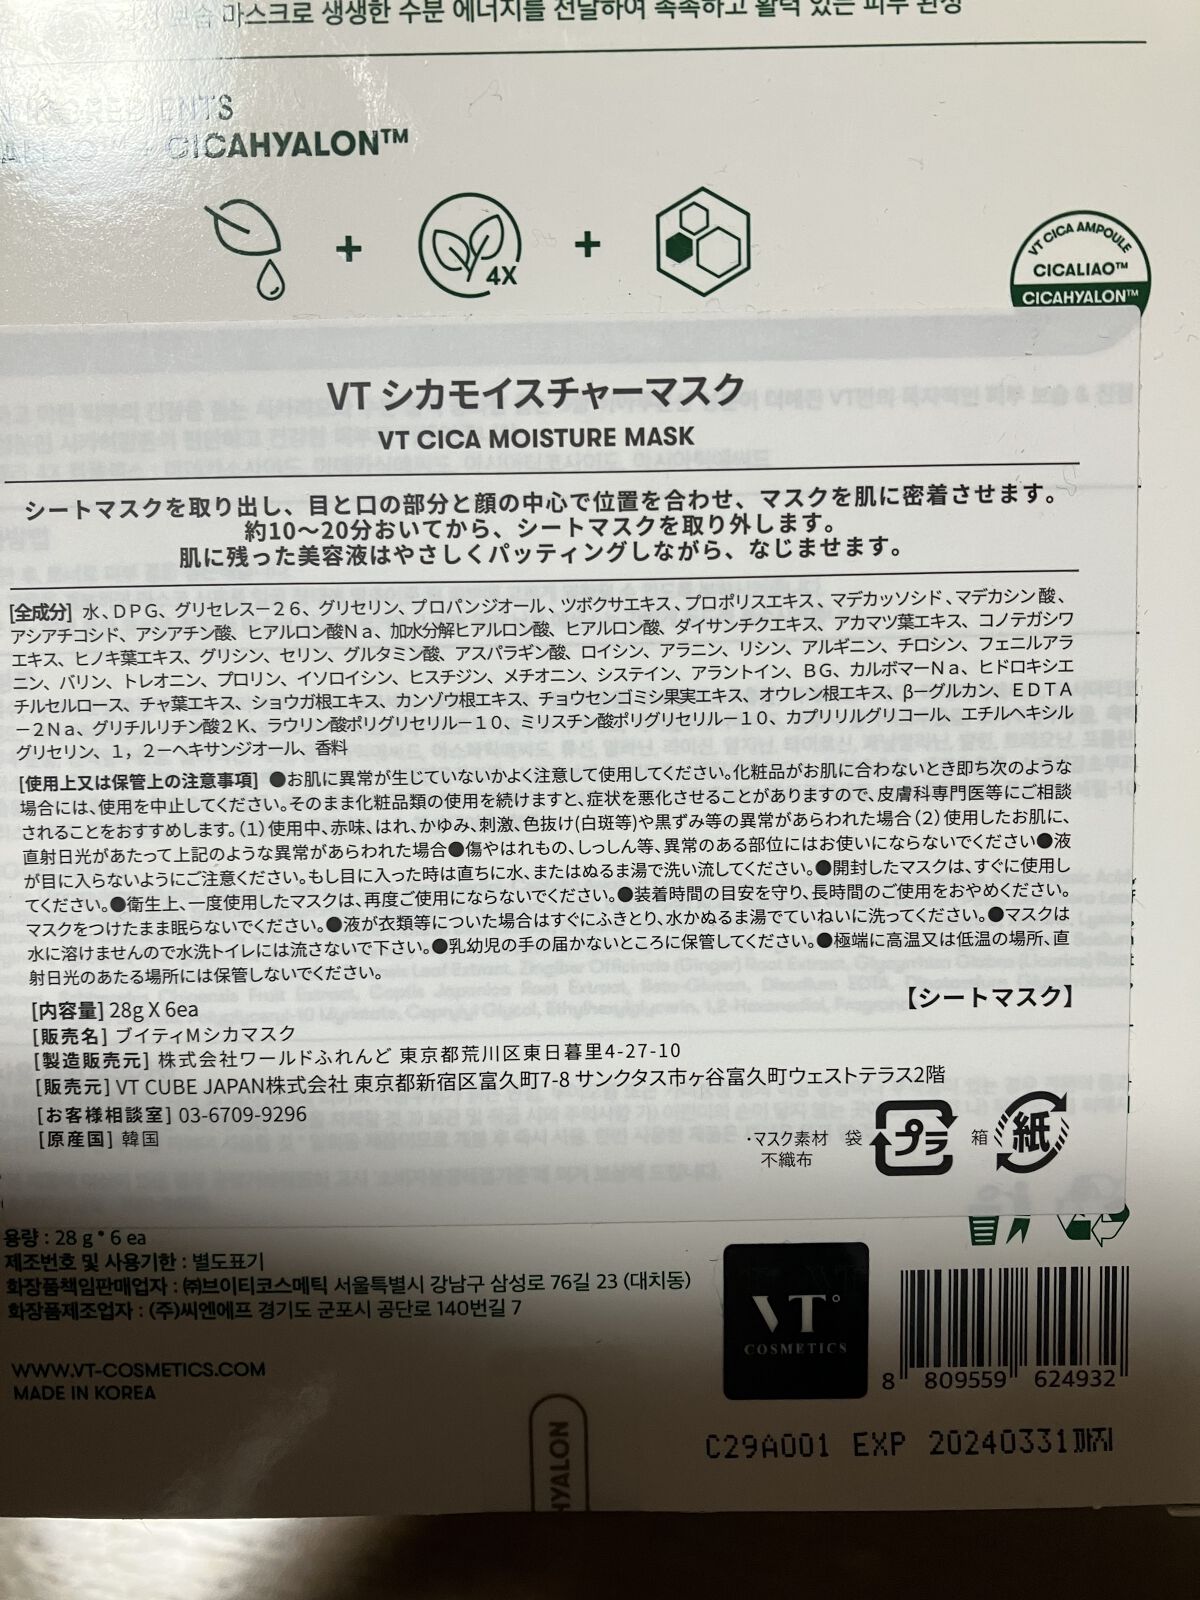 마스크로 생생한 수분 에너지를 전달하여 촉촉하고 활력 있는 피부 완성
CICAHYALON™
+ 4X +
VT CICA AMPOULE
CICALIAO™
CICAHYALON™
VT シカモイスチャーマスク
VT CICA MOISTURE MASK
シートマスクを取り出し、目と口の部分と顔の中心で位置を合わせ、マスクを肌に密着させます。
約10〜20分おいてから、シートマスクを取り外します。
肌に残った美容液はやさしくパッティングしながら、なじませます。
[全成分] 水、DPG、グリセレス−26、グリセリン、プロパンジオール、ツボクサエキス、プロポリスエキス、マデカッソシド、マデカシン酸、
アシアチコシド、アシアチン酸、ヒアルロン酸Na、加水分解ヒアルロン酸、ヒアルロン酸、ダイサンチクエキス、アカマツ葉エキス、コノテガシワ
エキス、ヒノキ葉エキス、グリシン、セリン、グルタミン酸、アスパラギン酸、ロイシン、アラニン、リシン、アルギニン、チロシン、フェニルアラ
ニン、バリン、トレオニン、プロリン、イソロイシン、ヒスチジン、メチオニン、システイン、アラントイン、BG、カルボマーNa、ヒドロキシエ
チルセルロース、チャ葉エキス、ショウガ根エキス、カンゾウ根エキス、チョウセンゴミシ果実エキス、オウレン根エキス、β−グルカン、EDTA
−2Na、グリチルリチン酸2K、ラウリン酸ポリグリセリル−10、ミリスチン酸ポリグリセリル−10、カプリリルグリコール、エチルヘキシル
グリセリン、1,2−ヘキサンジオール、香料
[使用上又は保管上の注意事項] ●お肌に異常が生じていないかよく注意して使用してください。化粧品がお肌に合わないとき即ち次のような
場合には、使用を中止してください。そのまま化粧品類の使用を続けますと、症状を悪化させることがありますので、皮膚科専門医等にご相談
されることをおすすめします。(1)使用中、赤味、はれ、かゆみ、刺激、色抜け(白斑等)や黒ずみ等の異常があらわれた場合(2)使用したお肌に、
直射日光があたって上記のような異常があらわれた場合●傷やはれもの、しっしん等、異常のある部位にはお使いにならないでください●液
が目に入らないようにご注意ください。もし目に入った時は直ちに水、またはぬるま湯で洗い流してください。●開封したマスクは、すぐに使用し
てください。●衛生上、一度使用したマスクは、再度ご使用にならないでください。●装着時間の目安を守り、長時間のご使用をおやめください。
マスクをつけたまま眠らないでください。●液が衣類等についた場合はすぐにふきとり、水かぬるま湯でていねいに洗ってください。●マスクは
水に溶けませんので水洗トイレには流さないで下さい。●乳幼児の手の届かないところに保管してください。●極端に高温又は低温の場所、直
射日光のあたる場所には保管しないでください。
[内容量] 28g X 6ea
【シートマスク】
[販売名] ブイティMシカマスク
[製造販売元] 株式会社ワールドふれんど 東京都荒川区東日暮里4-27-10
[販売元] VT CUBE JAPAN株式会社 東京都新宿区富久町7-8 サンクタス市ヶ谷富久町ウェストテラス2階
[お客様相談室] 03-6709-9296
[原産国] 韓国
・マスク素材 袋 プラ 箱 紙
不織布
용량 : 28 g * 6 ea
제조번호 및 사용기한 : 별도표기
화장품책임판매업자 : ㈜브이티코스메틱 서울특별시 강남구 삼성로 76길 23 (대치동)
화장품제조업자 : (주)씨엔에프 경기도 군포시 공단로 140번길 7
WWW.VT-COSMETICS.COM
MADE IN KOREA
VT°
COSMETICS
8 809559 624932
C29A001 EXP 20240331까지
HYALON